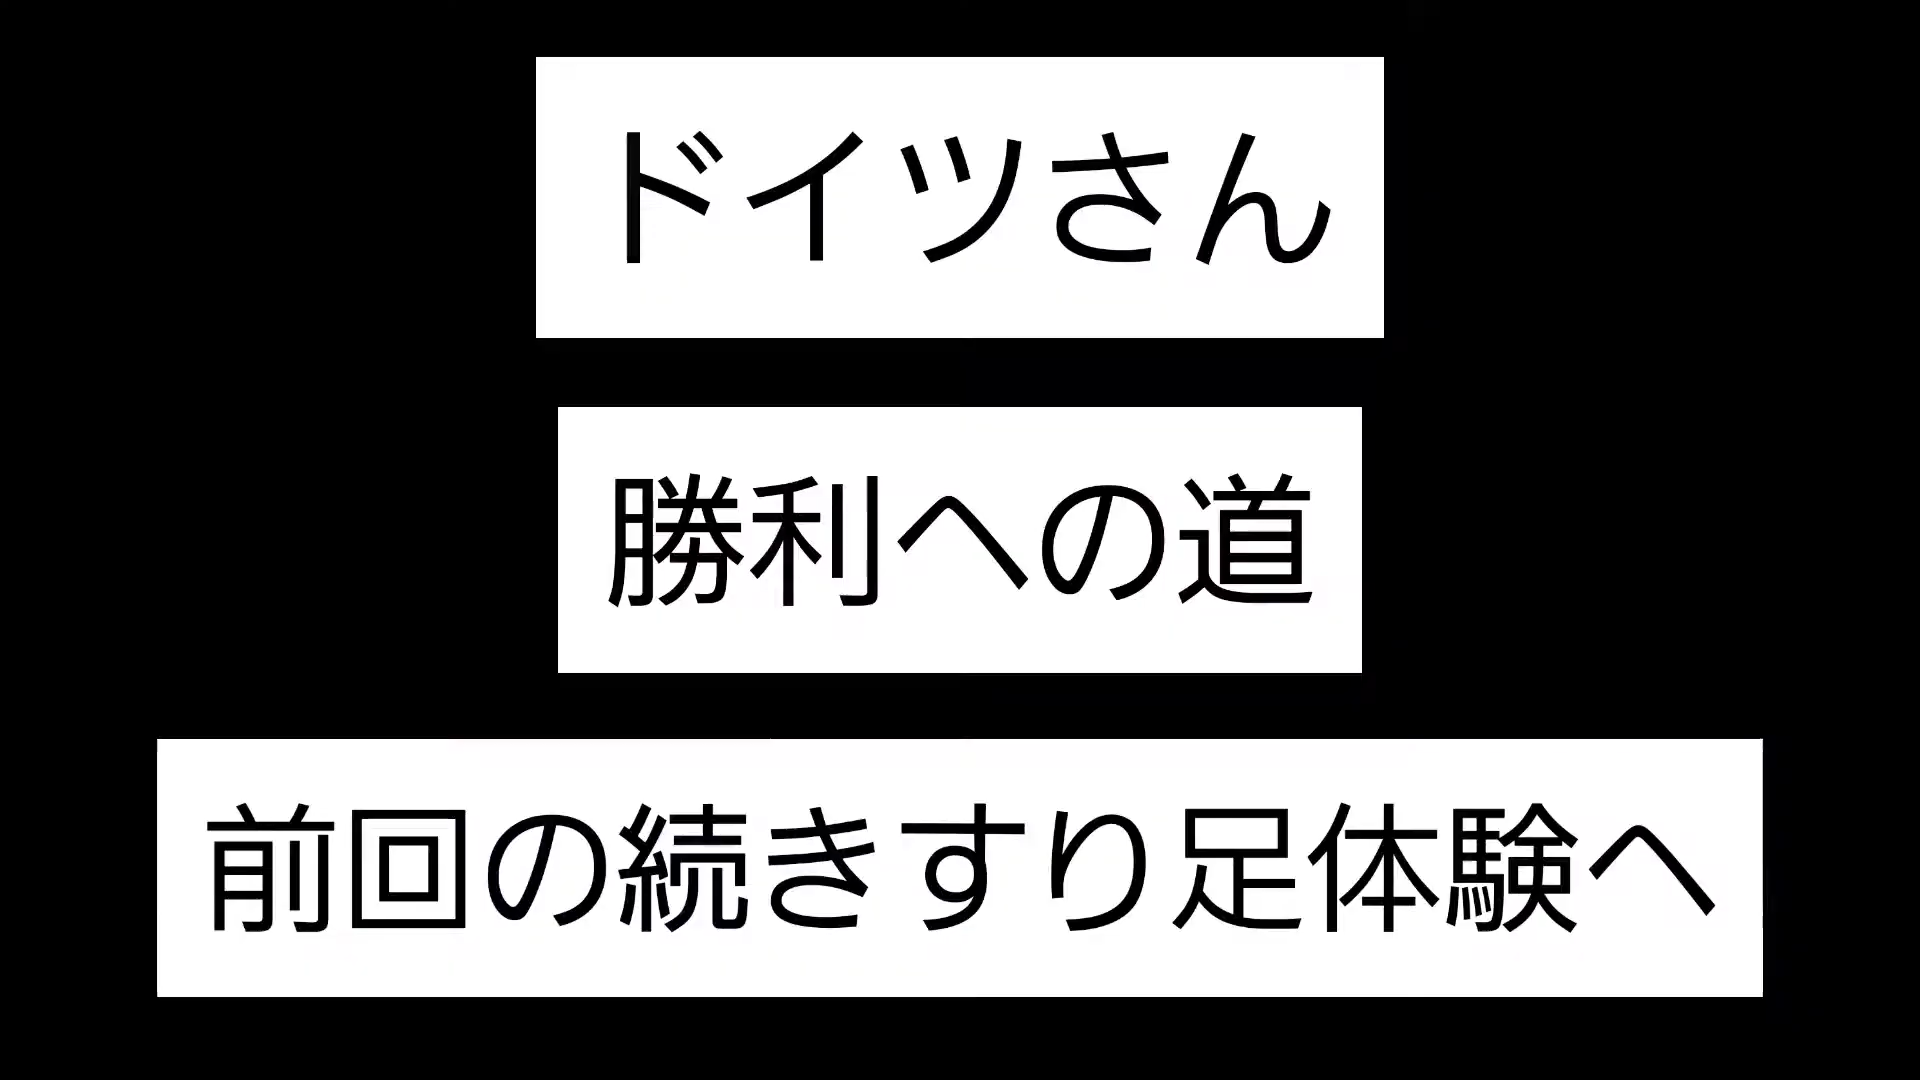 ドイツさん
勝利への道
前回の続きすり足体験へ